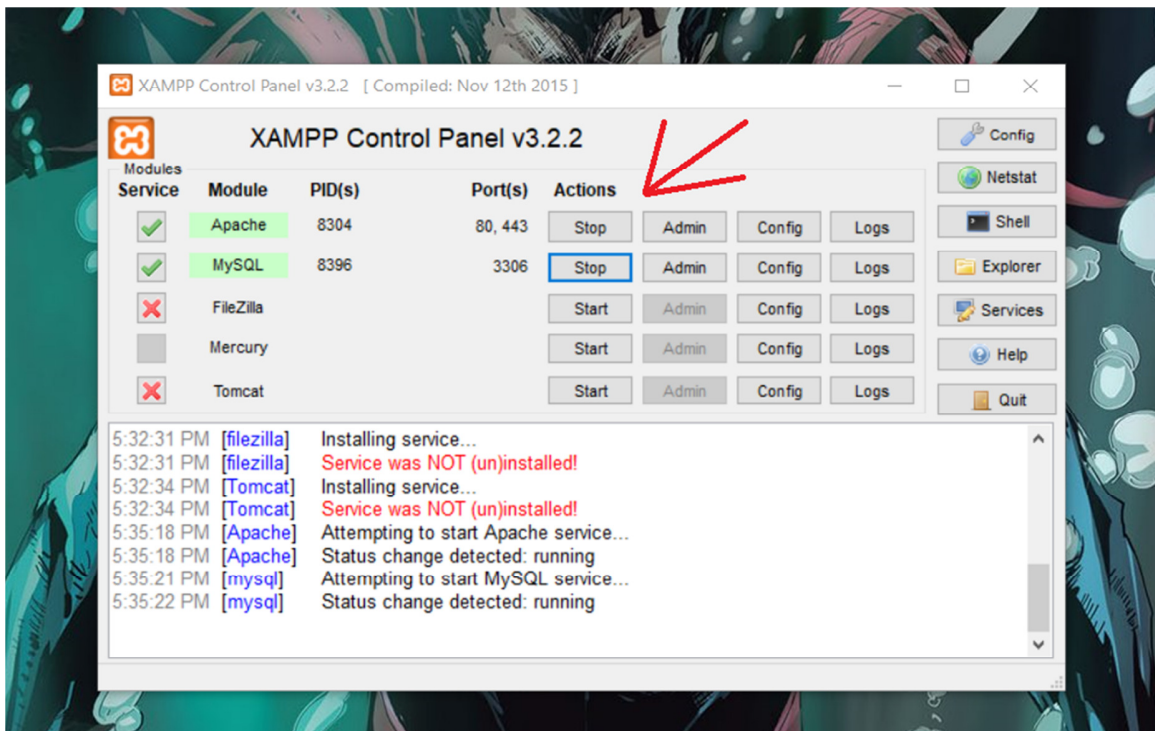 XAMPP Control Panel v3.2.2 [ Compiled: Nov 12th 2015 ]
XAMPP Control Panel v3.2.2
Config
Modules
Service Module PID(s) Port(s) Actions
Netstat
Apache 8304 80, 443 Stop Admin Config Logs
Shell
MySQL 8396 3306 Stop Admin Config Logs
Explorer
FileZilla Start Admin Config Logs
Services
Mercury Start Admin Config Logs
Help
Tomcat Start Admin Config Logs
Quit
5:32:31 PM [filezilla] Installing service...
5:32:31 PM [filezilla] Service was NOT (un)installed!
5:32:34 PM [Tomcat] Installing service...
5:32:34 PM [Tomcat] Service was NOT (un)installed!
5:35:18 PM [Apache] Attempting to start Apache service...
5:35:18 PM [Apache] Status change detected: running
5:35:21 PM [mysql] Attempting to start MySQL service...
5:35:22 PM [mysql] Status change detected: running